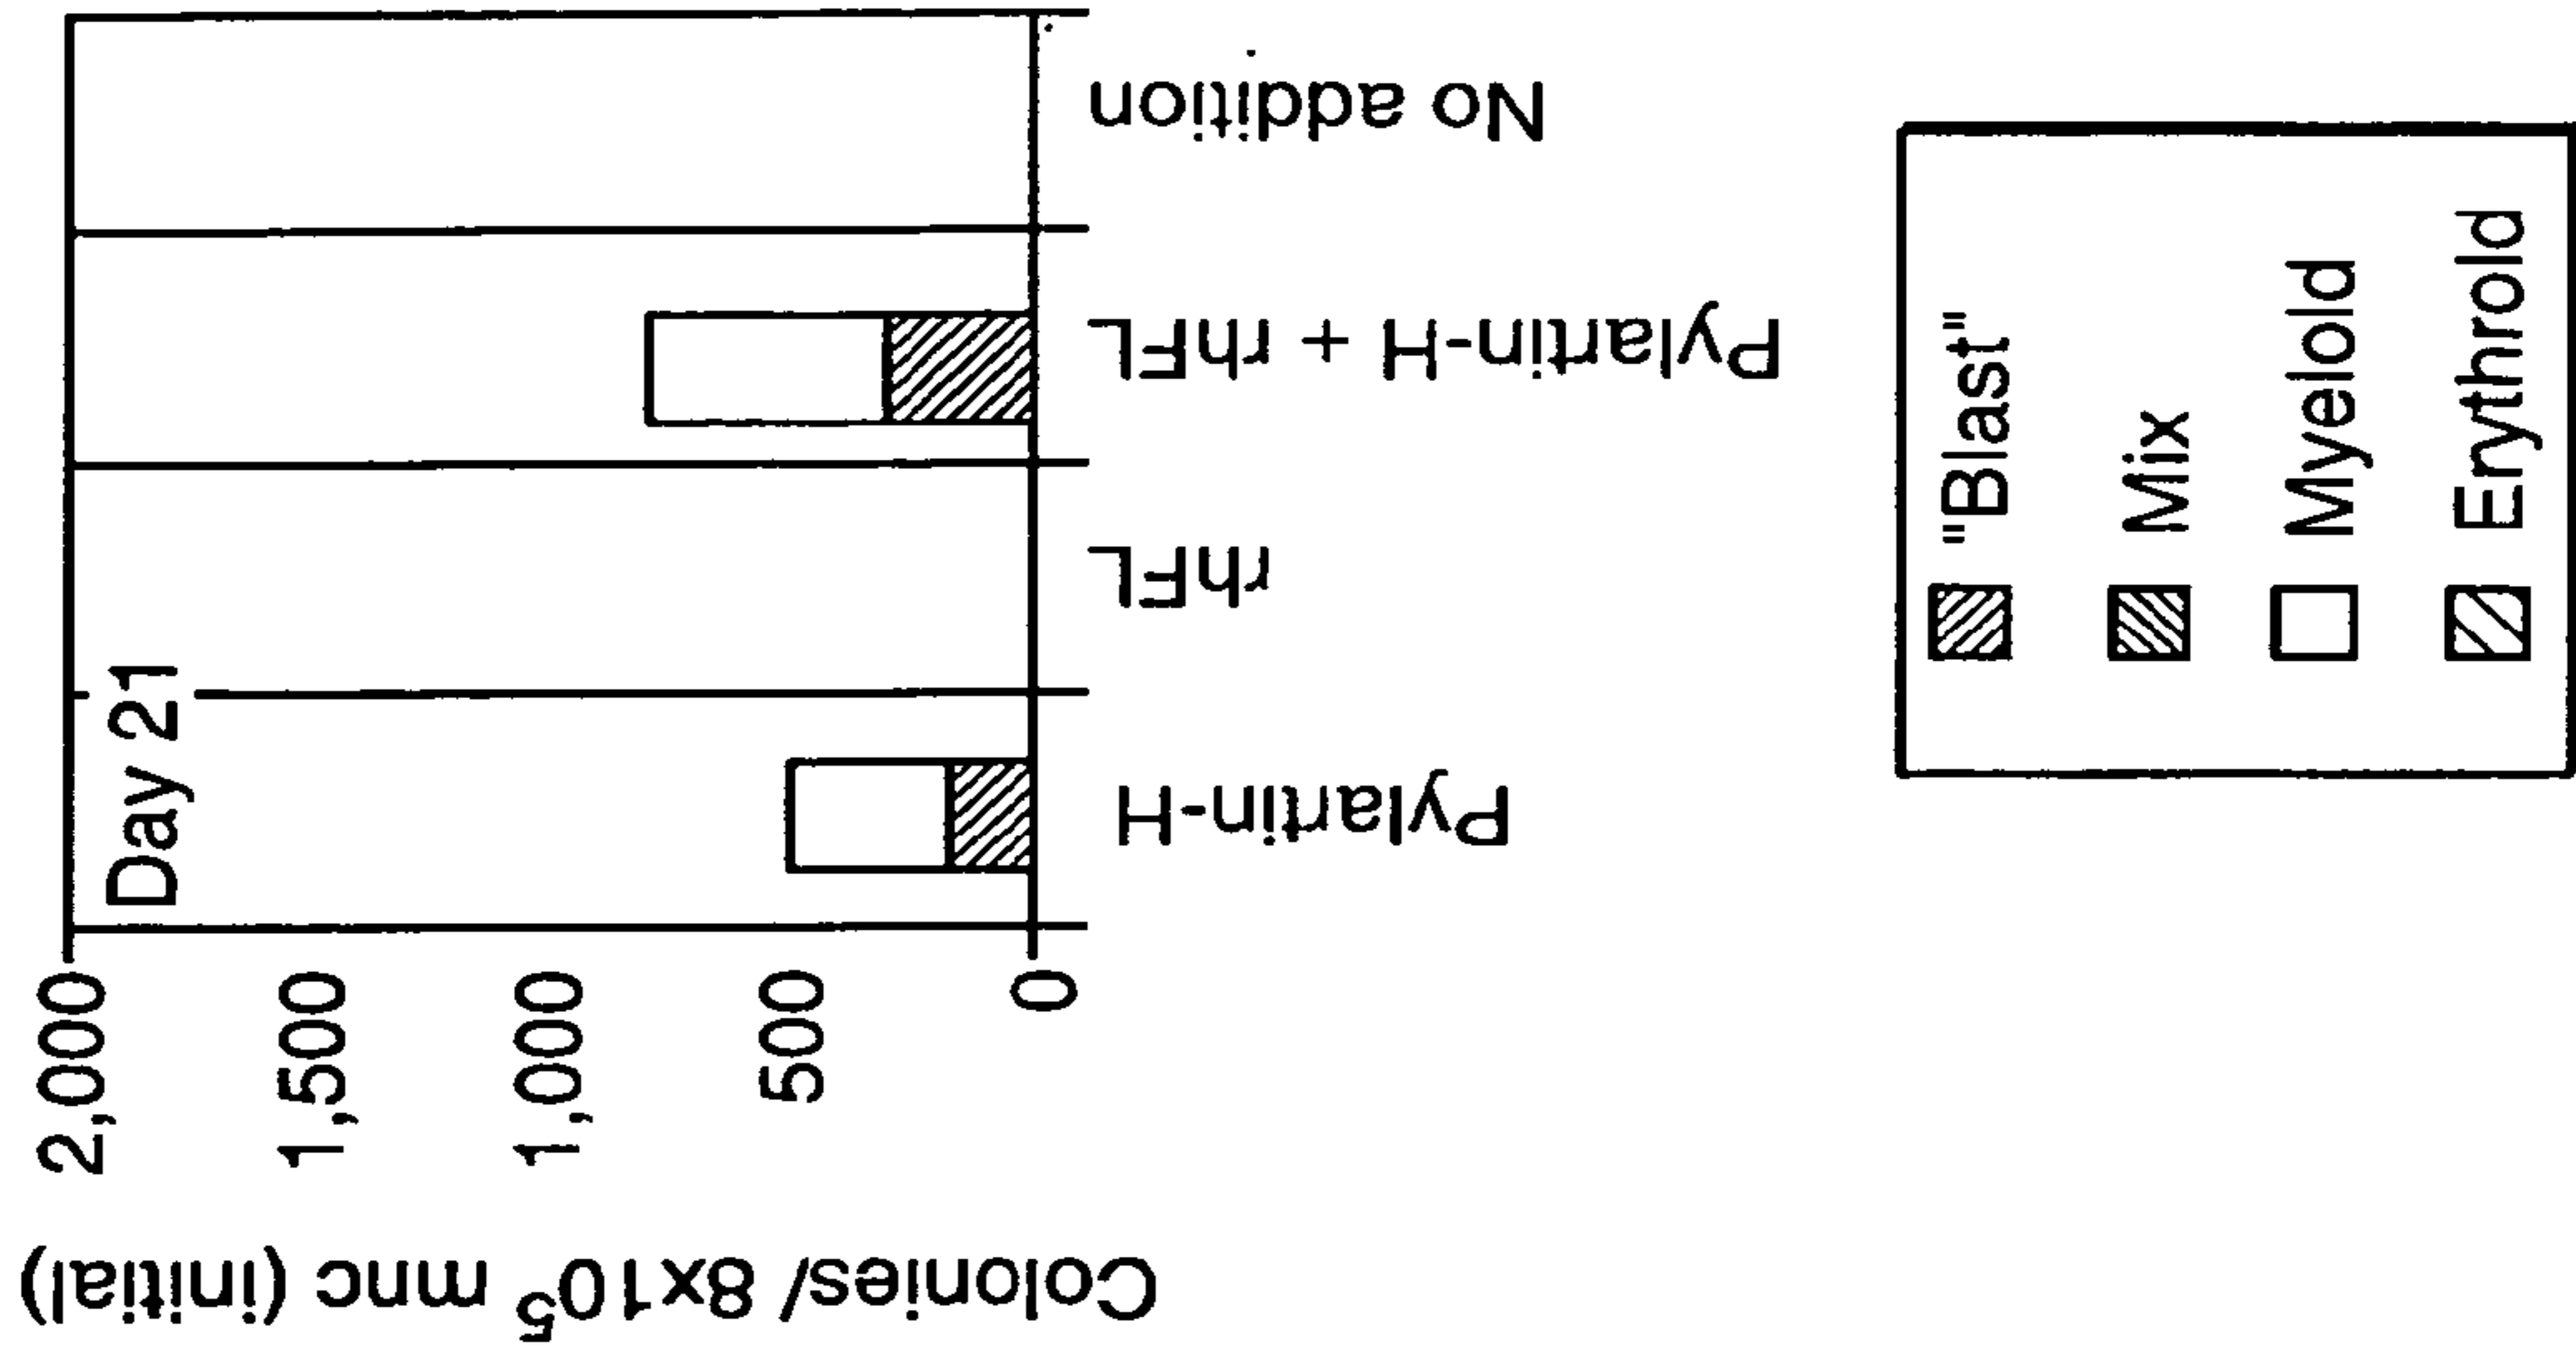 Colonies/ 8x10⁵ mnc (initial)
2,000
1,500
1,000
500
0
Day 21
Pylartin-H
rhFL
Pylartin-H + rhFL
No addition
"Blast"
Mix
Myelold
Erythrold